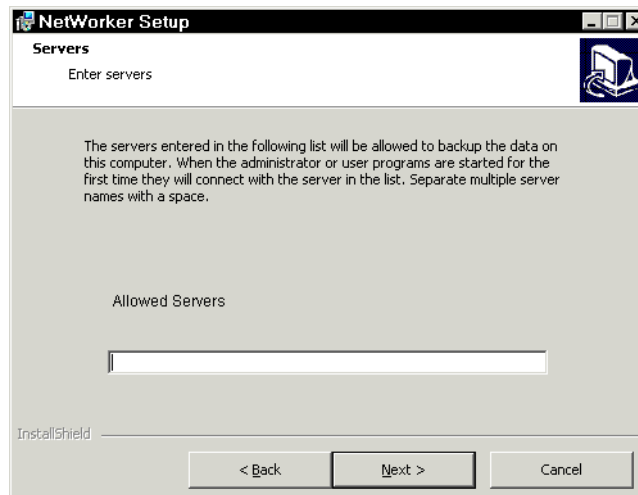 NetWorker Setup
Servers
Enter servers
The servers entered in the following list will be allowed to backup the data on
this computer. When the administrator or user programs are started for the
first time they will connect with the server in the list. Separate multiple server
names with a space.
Allowed Servers
InstallShield
< Back
Next >
Cancel